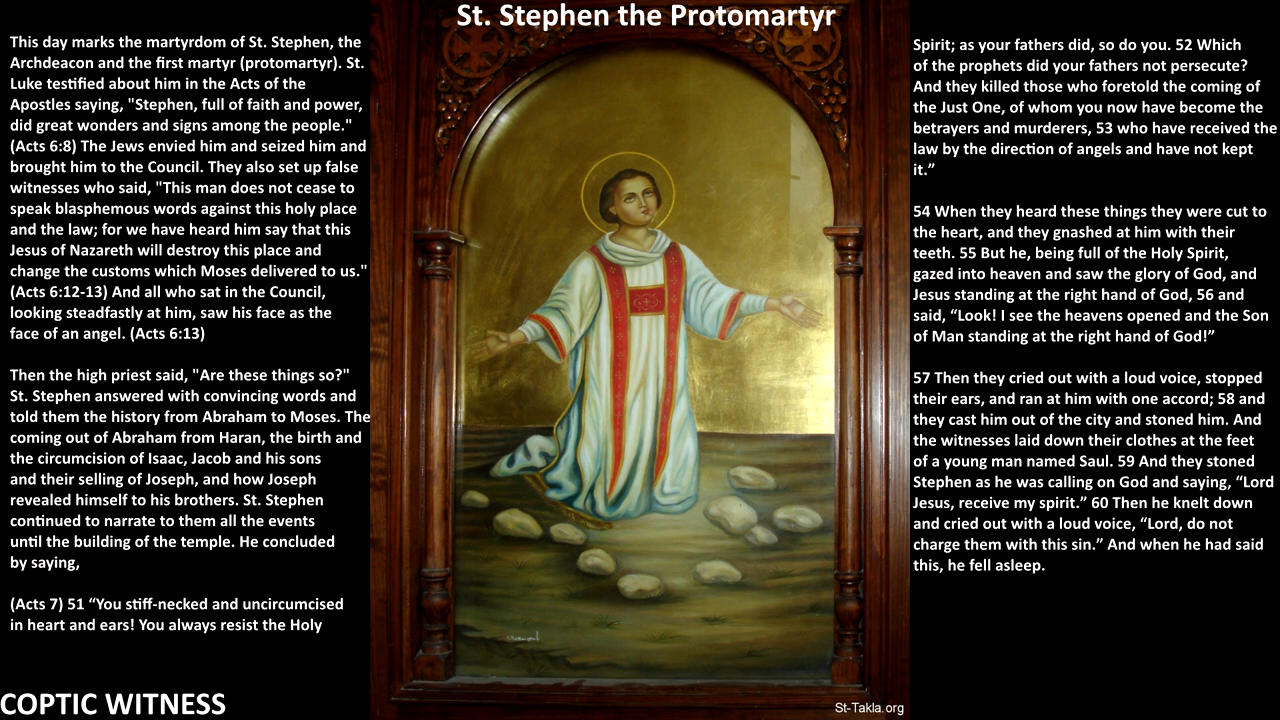 St. Stephen the Protomartyr
This day marks the martyrdom of St. Stephen, the
Archdeacon and the first martyr (protomartyr). St.
Luke testified about him in the Acts of the
Apostles saying, "Stephen, full of faith and power,
did great wonders and signs among the people."
(Acts 6:8) The Jews envied him and seized him and
brought him to the Council. They also set up false
witnesses who said, "This man does not cease to
speak blasphemous words against this holy place
and the law; for we have heard him say that this
Jesus of Nazareth will destroy this place and
change the customs which Moses delivered to us."
(Acts 6:12-13) And all who sat in the Council,
looking steadfastly at him, saw his face as the
face of an angel. (Acts 6:13)
Then the high priest said, "Are these things so?"
St. Stephen answered with convincing words and
told them the history from Abraham to Moses. The
coming out of Abraham from Haran, the birth and
the circumcision of Isaac, Jacob and his sons
and their selling of Joseph, and how Joseph
revealed himself to his brothers. St. Stephen
continued to narrate to them all the events
until the building of the temple. He concluded
by saying,
(Acts 7) 51 “You stiff-necked and uncircumcised
in heart and ears! You always resist the Holy
Spirit; as your fathers did, so do you. 52 Which
of the prophets did your fathers not persecute?
And they killed those who foretold the coming of
the Just One, of whom you now have become the
betrayers and murderers, 53 who have received the
law by the direction of angels and have not kept
it.”
54 When they heard these things they were cut to
the heart, and they gnashed at him with their
teeth. 55 But he, being full of the Holy Spirit,
gazed into heaven and saw the glory of God, and
Jesus standing at the right hand of God, 56 and
said, “Look! I see the heavens opened and the Son
of Man standing at the right hand of God!”
57 Then they cried out with a loud voice, stopped
their ears, and ran at him with one accord; 58 and
they cast him out of the city and stoned him. And
the witnesses laid down their clothes at the feet
of a young man named Saul. 59 And they stoned
Stephen as he was calling on God and saying, “Lord
Jesus, receive my spirit.” 60 Then he knelt down
and cried out with a loud voice, “Lord, do not
charge them with this sin.” And when he had said
this, he fell asleep.
COPTIC WITNESS
St-Takla.org